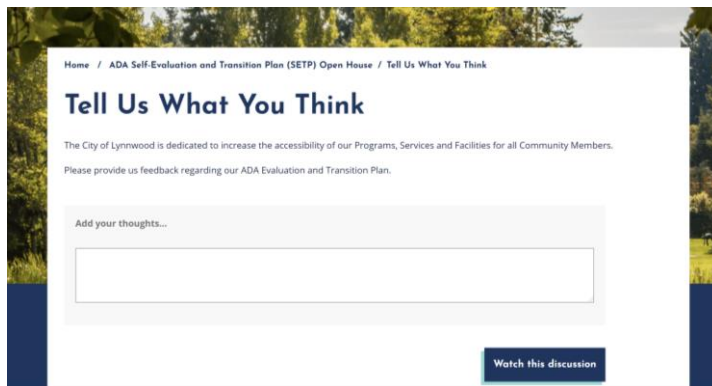 Home / ADA Self-Evaluation and Transition Plan (SETP) Open House / Tell Us What You Think
Tell Us What You Think
The City of Lynnwood is dedicated to increase the accessibility of our Programs, Services and Facilities for all Community Members.
Please provide us feedback regarding our ADA Evaluation and Transition Plan.
Add your thoughts...
Watch this discussion